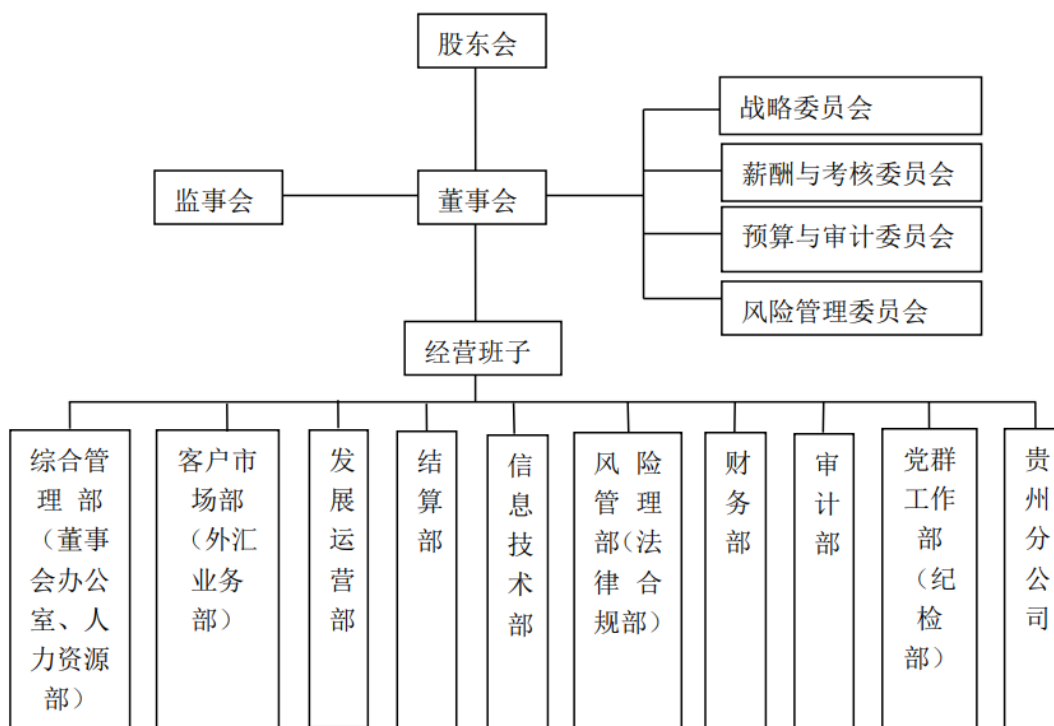 股东会
战略委员会
薪酬与考核委员会
监事会
董事会
预算与审计委员会
风险管理委员会
经营班子
综合管
理部
（董事
会办公
室、人
力资源
部）
客户市
场部
（外汇
业务
部）
发
展
运
营
部
结
算
部
信
息
技
术
部
风险
管理
部（法
律合
规部）
财
务
部
审
计
部
党群
工作
部
（纪
检
部）
贵
州
分
公
司